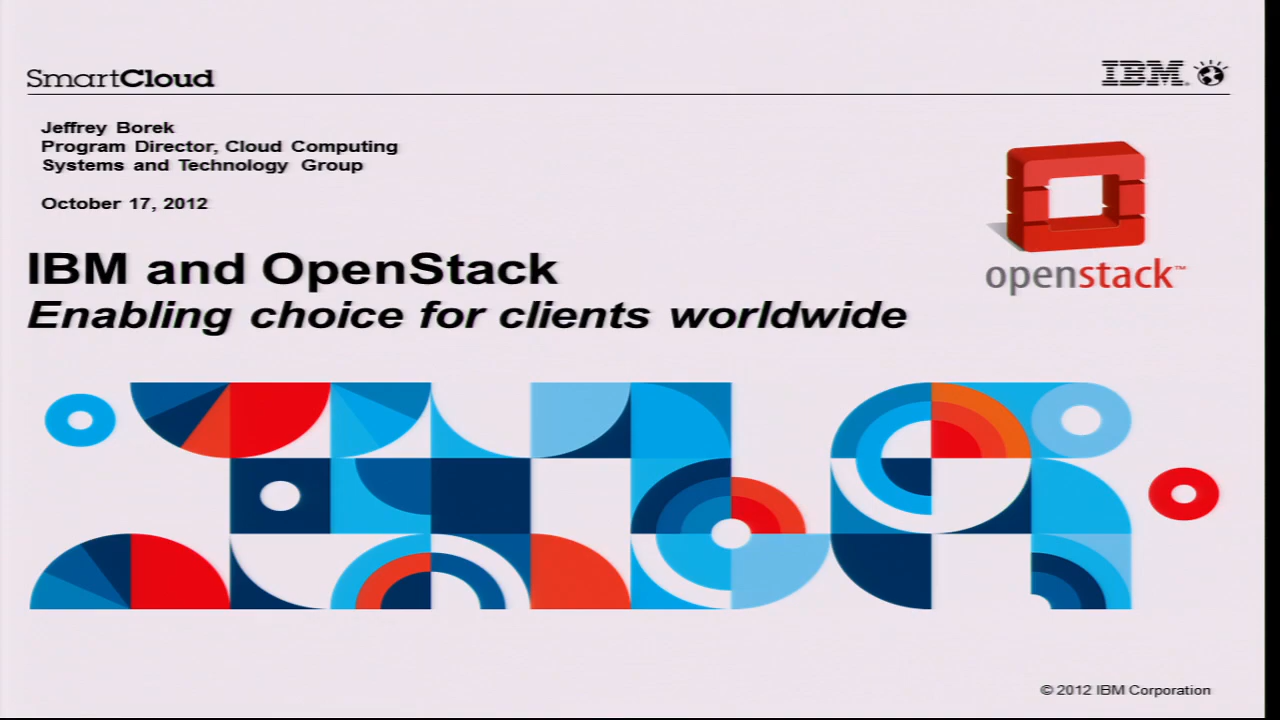 SmartCloud
IBM
Jeffrey Borek
Program Director, Cloud Computing
Systems and Technology Group
October 17, 2012
openstack™
IBM and OpenStack
Enabling choice for clients worldwide
© 2012 IBM Corporation